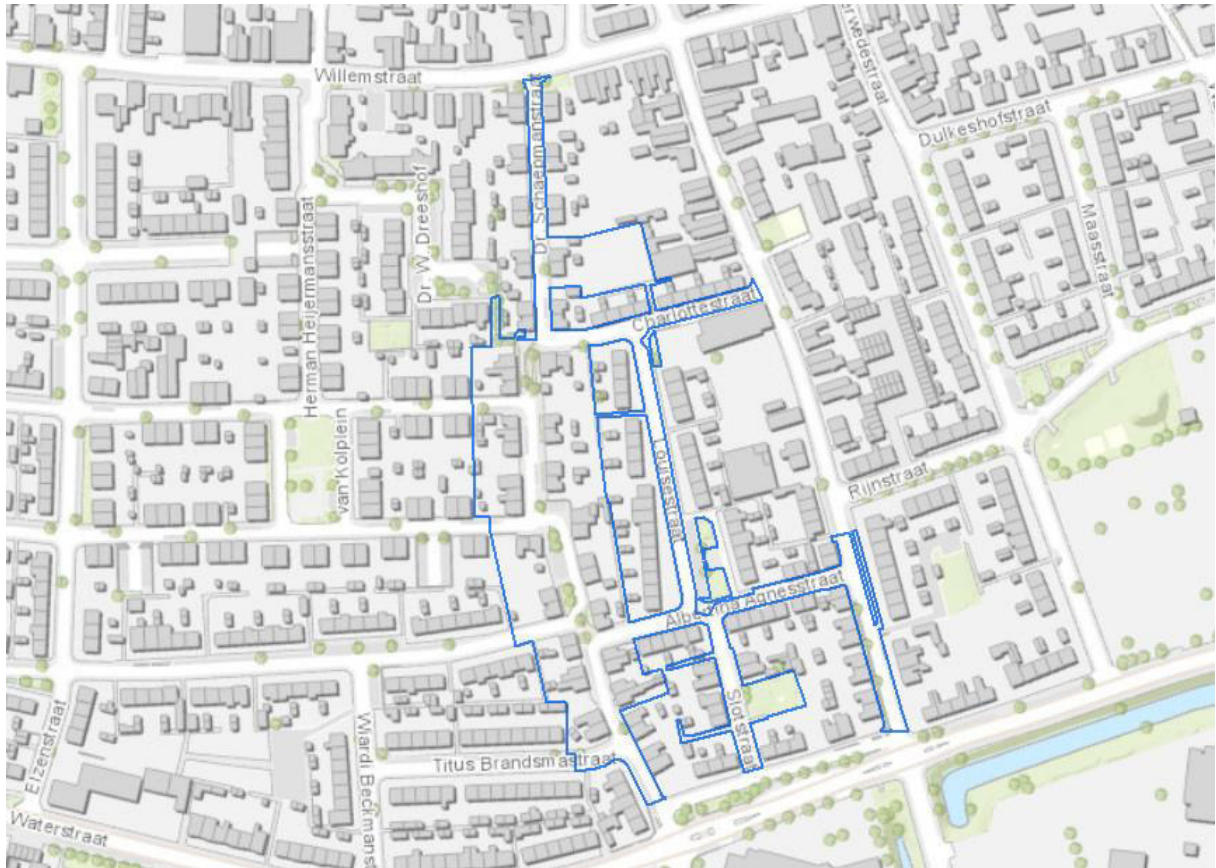 Willemstraat
Dr. Schaepmanstraat
Dulkeshofstraat
Dr. W. Dreeshof
Herman Heijermansstraat
Maasstraat
Charlottestraat
van Kolplein
Louisestraat
Rijnstraat
Agnesstraat
Slotstraat
Elzenstraat
Titus Brandsmastraat
Waterstraat